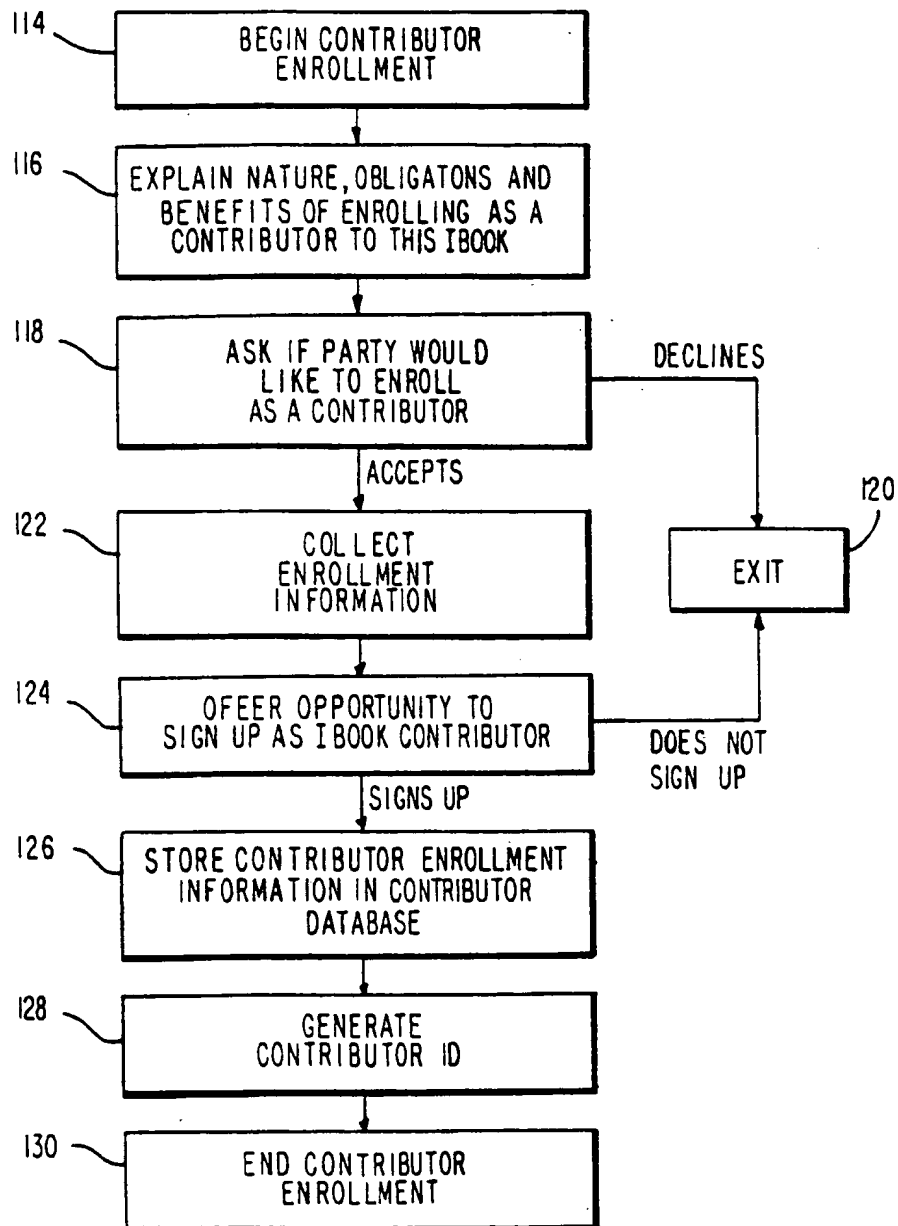 114
BEGIN CONTRIBUTOR
ENROLLMENT
116
EXPLAIN NATURE, OBLIGATONS AND
BENEFITS OF ENROLLING AS A
CONTRIBUTOR TO THIS IBOOK
118
ASK IF PARTY WOULD
LIKE TO ENROLL
AS A CONTRIBUTOR
DECLINES
ACCEPTS
120
EXIT
122
COLLECT
ENROLLMENT
INFORMATION
124
OFEER OPPORTUNITY TO
SIGN UP AS IBOOK CONTRIBUTOR
DOES NOT
SIGN UP
SIGNS UP
126
STORE CONTRIBUTOR ENROLLMENT
INFORMATION IN CONTRIBUTOR
DATABASE
128
GENERATE
CONTRIBUTOR ID
130
END CONTRIBUTOR
ENROLLMENT